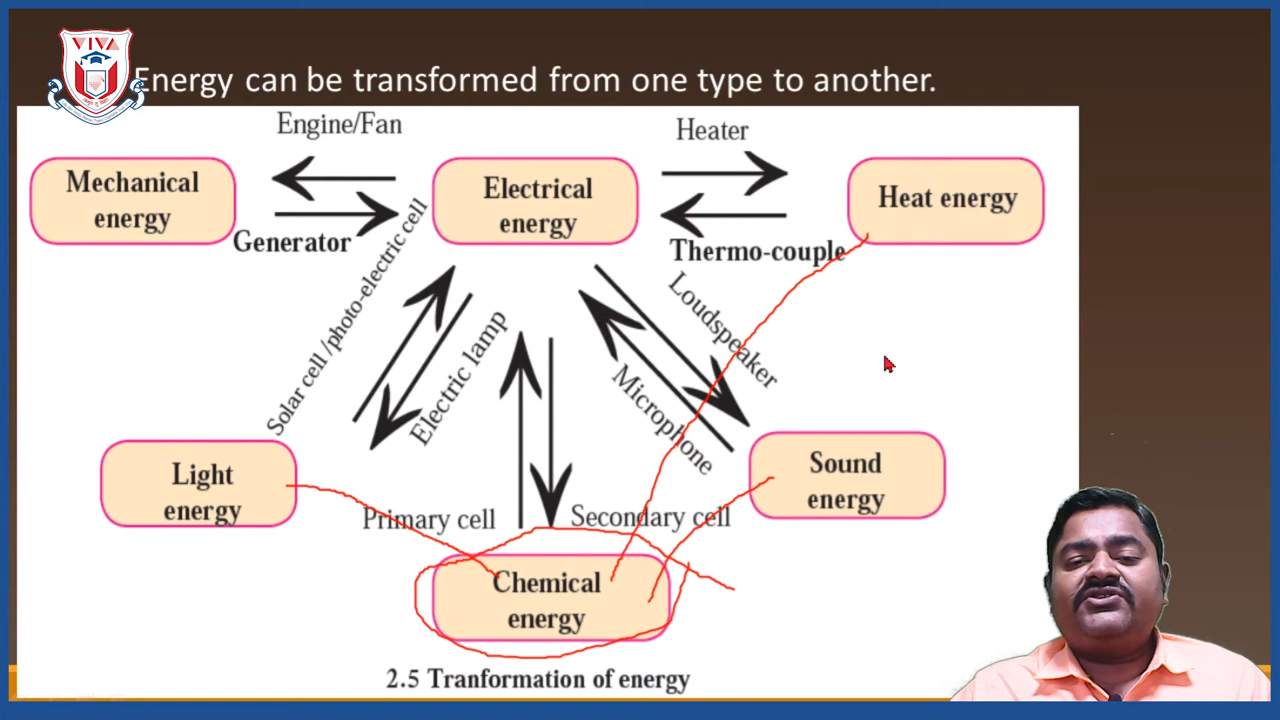 VIVA
Energy can be transformed from one type to another.
Engine/Fan
Heater
Mechanical
energy
Electrical
energy
Heat energy
Generator
Thermo-couple
Solar cell /photo-electric cell
Electric lamp
Loudspeaker
Microphone
Light
energy
Sound
energy
Primary cell
Secondary cell
Chemical
energy
2.5 Tranformation of energy